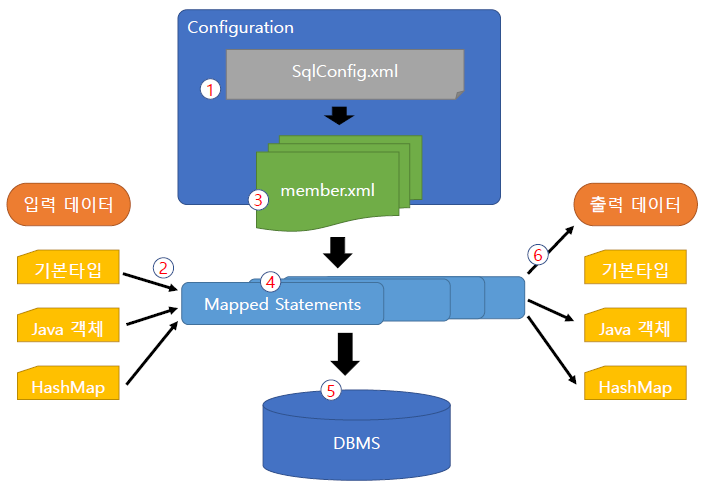 Configuration
SqlConfig.xml
1
member.xml
3
입력 데이터
출력 데이터
2
6
기본타입
4
기본타입
Mapped Statements
Java 객체
Java 객체
HashMap
5
HashMap
DBMS